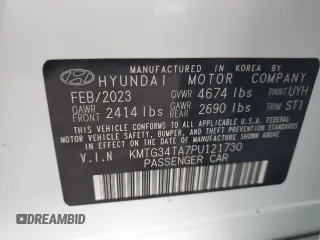 MANUFACTURED IN KOREA BY
HYUNDAI MOTOR COMPANY
FEB/2023 GVWR 4674 lbs PAINT UYH
GAWR FRONT 2414 lbs GAWR REAR 2690 lbs TRIM ST1
THIS VEHICLE CONFORMS TO ALL APPLICABLE
FEDERAL MOTOR VEHICLE SAFETY, BUMPER,
AND THEFT PREVENTION STANDARDS IN EFFECT
ON THE DATE OF MANUFACTURE SHOWN ABOVE.
V.I.N KMTG34TA7PU121730
PASSENGER CAR